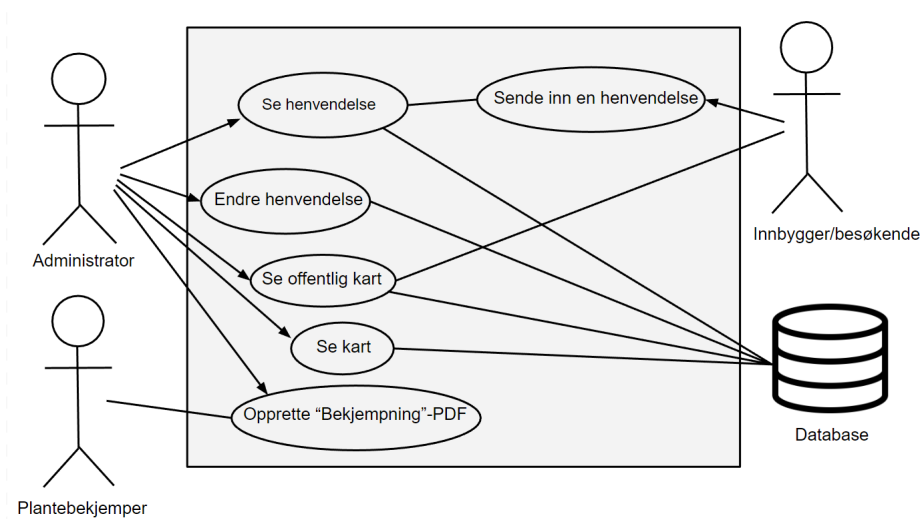 Se henvendelse
Sende inn en henvendelse
Endre henvendelse
Innbygger/besøkende
Administrator
Se offentlig kart
Se kart
Opprette “Bekjempning”-PDF
Database
Plantebekjemper